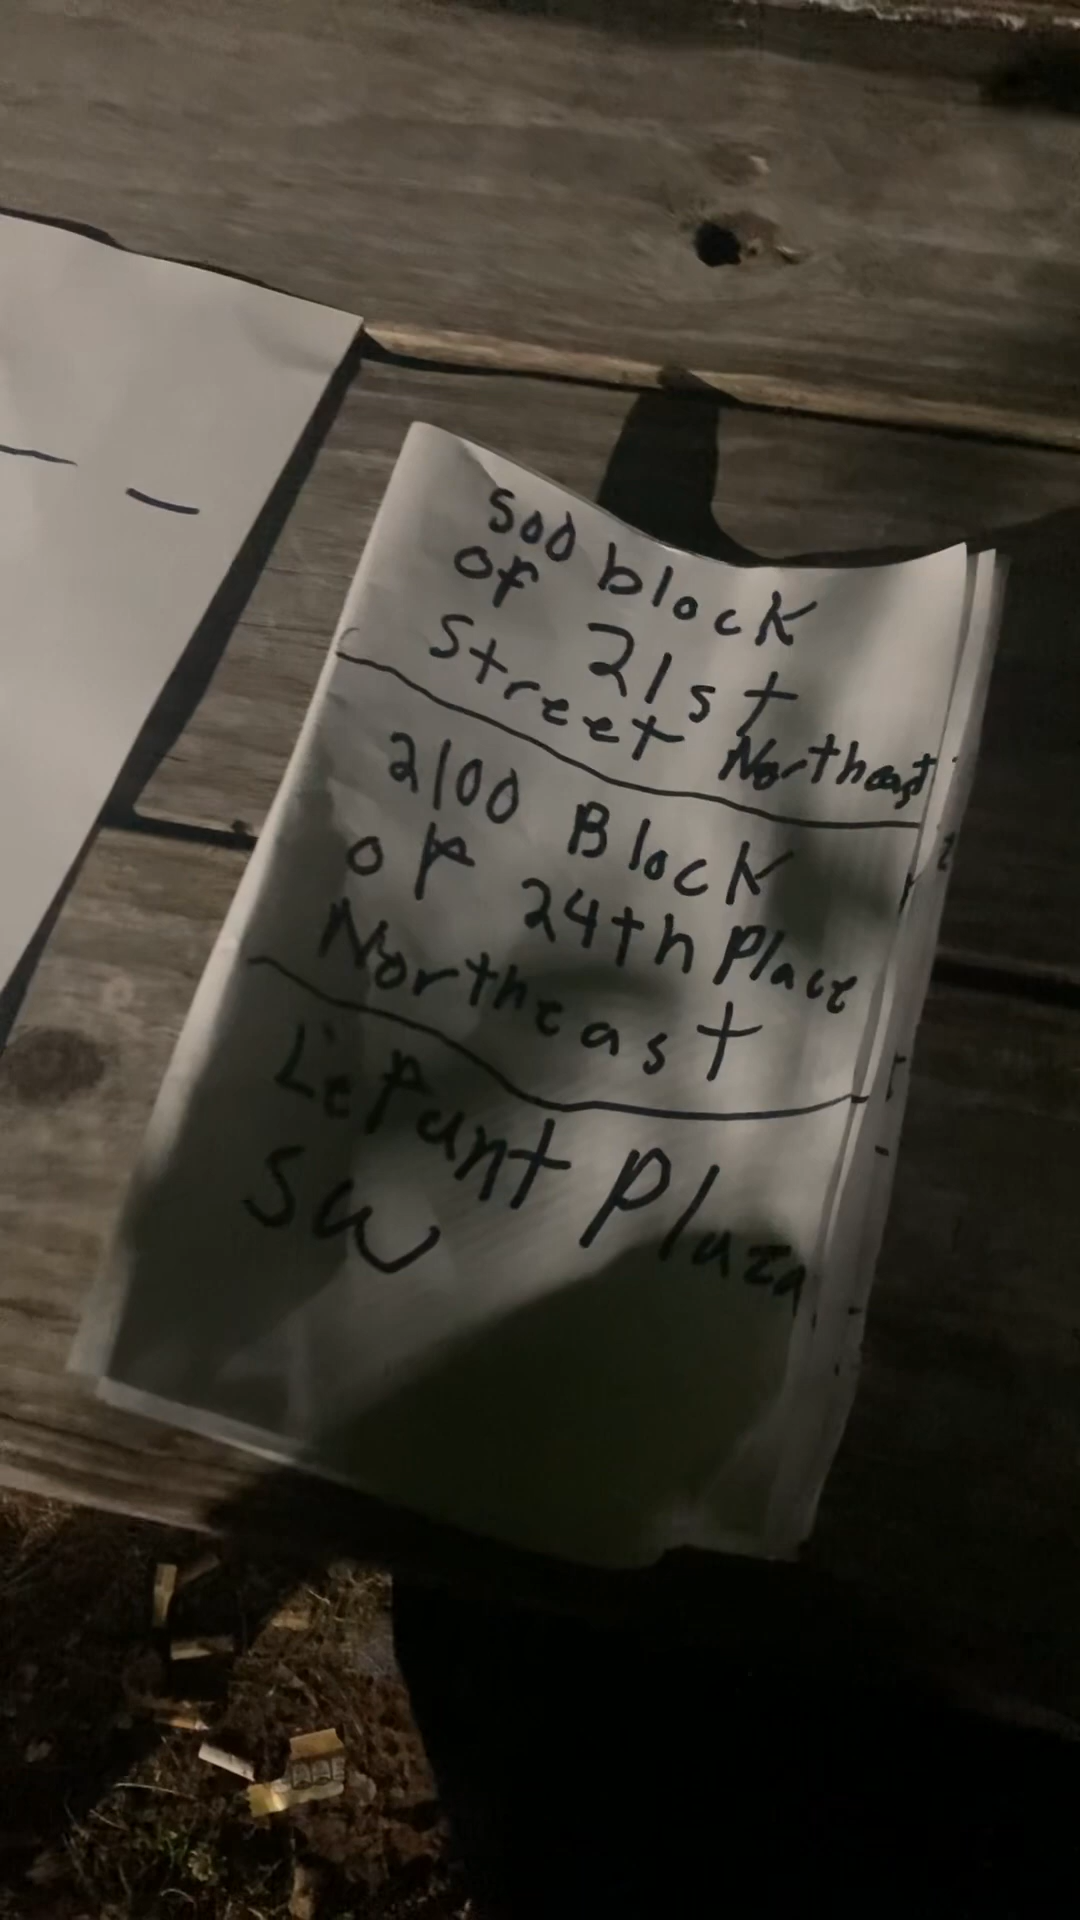 500 block
of 21st
Street Northeast
2100 Block
of 24th Place
Northeast
Lefant Plaza
SW